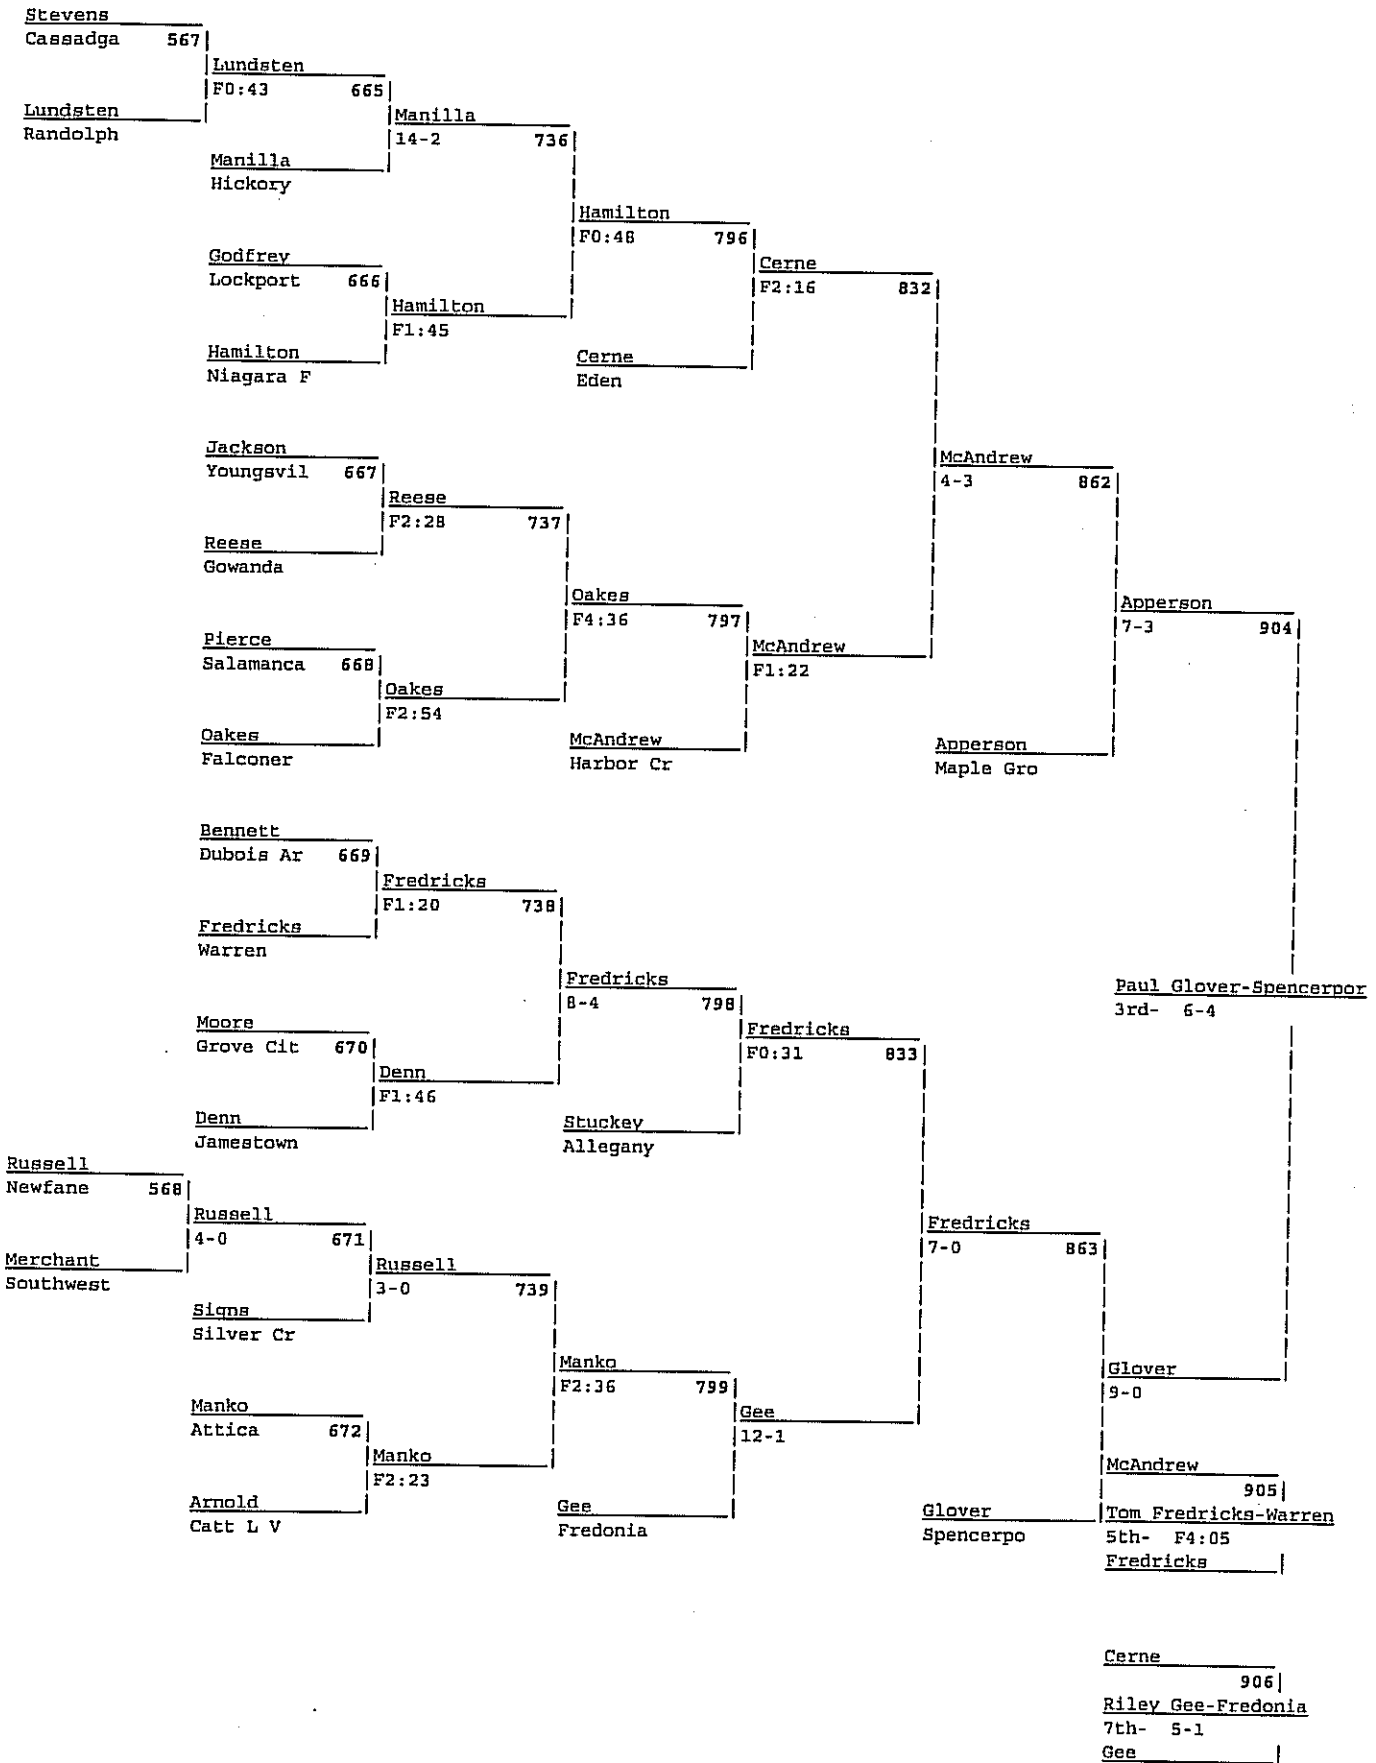 Stevens
Cassadga 567
Lundsten
F0:43 665
Lundsten
Randolph
Manilla
14-2 736
Manilla
Hickory
Hamilton
F0:48 796
Godfrey
Lockport 666
Cerne
F2:16 832
Hamilton
F1:45
Hamilton
Niagara F
Cerne
Eden
Jackson
Youngsvil 667
McAndrew
4-3 862
Reese
F2:28 737
Reese
Gowanda
Oakes
F4:36 797
Apperson
7-3 904
Pierce
Salamanca 668
McAndrew
F1:22
Oakes
F2:54
Oakes
Falconer
McAndrew
Harbor Cr
Apperson
Maple Gro
Bennett
Dubois Ar 669
Fredricks
F1:20 738
Fredricks
Warren
Fredricks
8-4 798
Paul Glover-Spencerpor
3rd- 6-4
Moore
Grove Cit 670
Fredricks
F0:31 833
Denn
F1:46
Denn
Jamestown
Stuckey
Allegany
Russell
Newfane 568
Russell
4-0 671
Fredricks
7-0 863
Merchant
Southwest
Russell
3-0 739
Signs
Silver Cr
Manko
F2:36 799
Glover
9-0
Manko
Attica 672
Gee
12-1
Manko
F2:23
McAndrew
905
Arnold
Catt L V
Gee
Fredonia
Glover
Spencerpo
Tom Fredricks-Warren
5th- F4:05
Fredricks
Cerne
906
Riley Gee-Fredonia
7th- 5-1
Gee